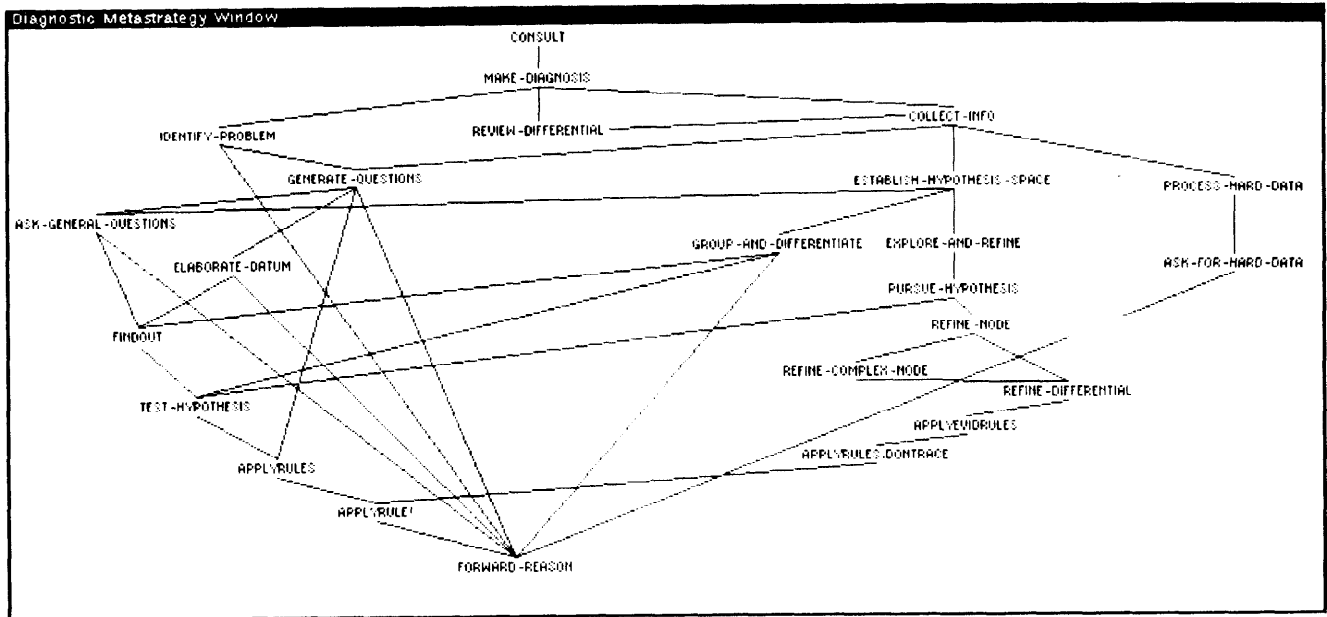 Diagnostic Metastrategy Window
CONSULT
MAKE-DIAGNOSIS
COLLECT-INFO
IDENTIFY-PROBLEM
REVIEW-DIFFERENTIAL
GENERATE-QUESTIONS
ESTABLISH-HYPOTHESIS-SPACE
PROCESS-HARD-DATA
ASK-GENERAL-QUESTIONS
GROUP-AND-DIFFERENTIATE
EXPLORE-AND-REFINE
ELABORATE-DATUM
ASK-FOR-HARD-DATA
PURSUE-HYPOTHESIS
FINDOUT
REFINE-NODE
REFINE-COMPLEX-NODE
TEST-HYPOTHESIS
REFINE-DIFFERENTIAL
APPLYEVIDRULES
APPLYRULES.DONTRACE
APPLYRULES
APPLYRULE!
FORWARD-REASON